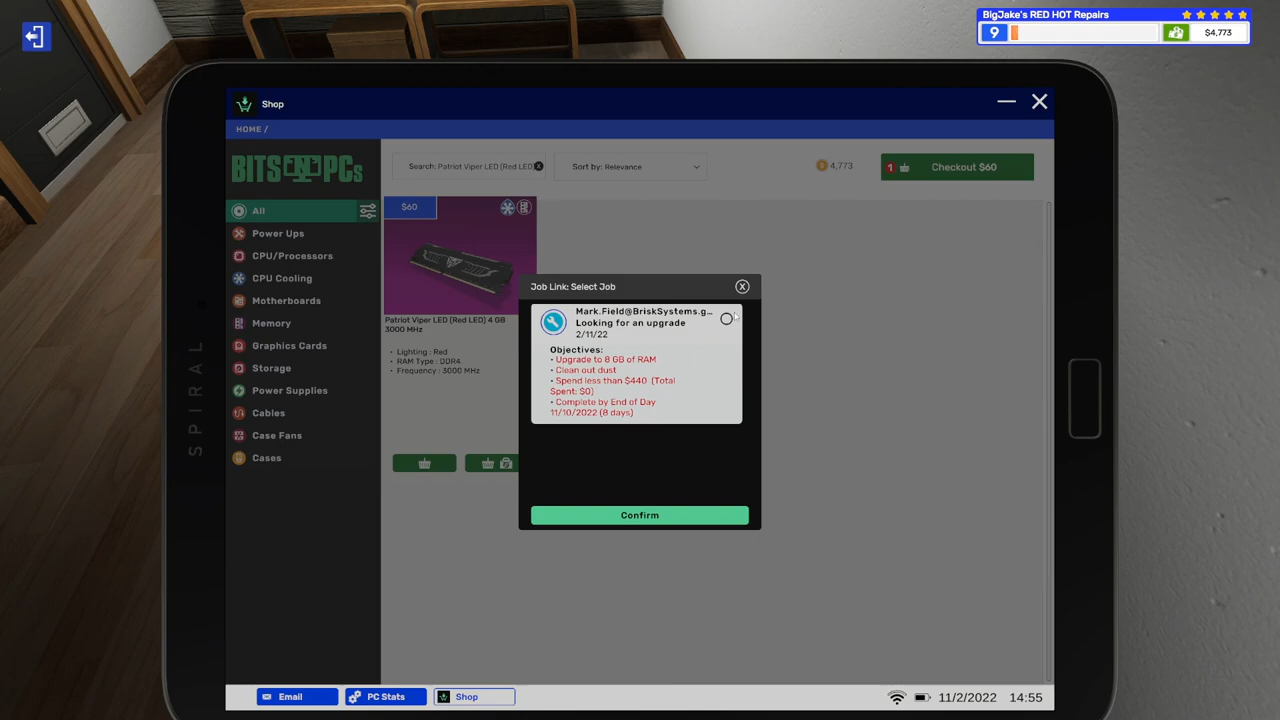 BigJake's RED HOT Repairs
9
$4,773
Shop
HOME /
BITS N PCs
Search: Patriot Viper LED (Red LED)
Sort by: Relevance
4,773
1
Checkout $60
All
Power Ups
CPU/Processors
CPU Cooling
Motherboards
Memory
Graphics Cards
Storage
Power Supplies
Cables
Case Fans
Cases
$60
Patriot Viper LED (Red LED) 4 GB
3000 MHz
• Lighting : Red
• RAM Type : DDR4
• Frequency : 3000 MHz
Job Link: Select Job
X
Mark.Field@BriskSystems.g...
Looking for an upgrade
2/11/22
Objectives:
• Upgrade to 8 GB of RAM
• Clean out dust
• Spend less than $440 (Total
Spent: $0)
• Complete by End of Day
11/10/2022 (8 days)
Confirm
SPIRAL
Email
PC Stats
Shop
11/2/2022
14:55